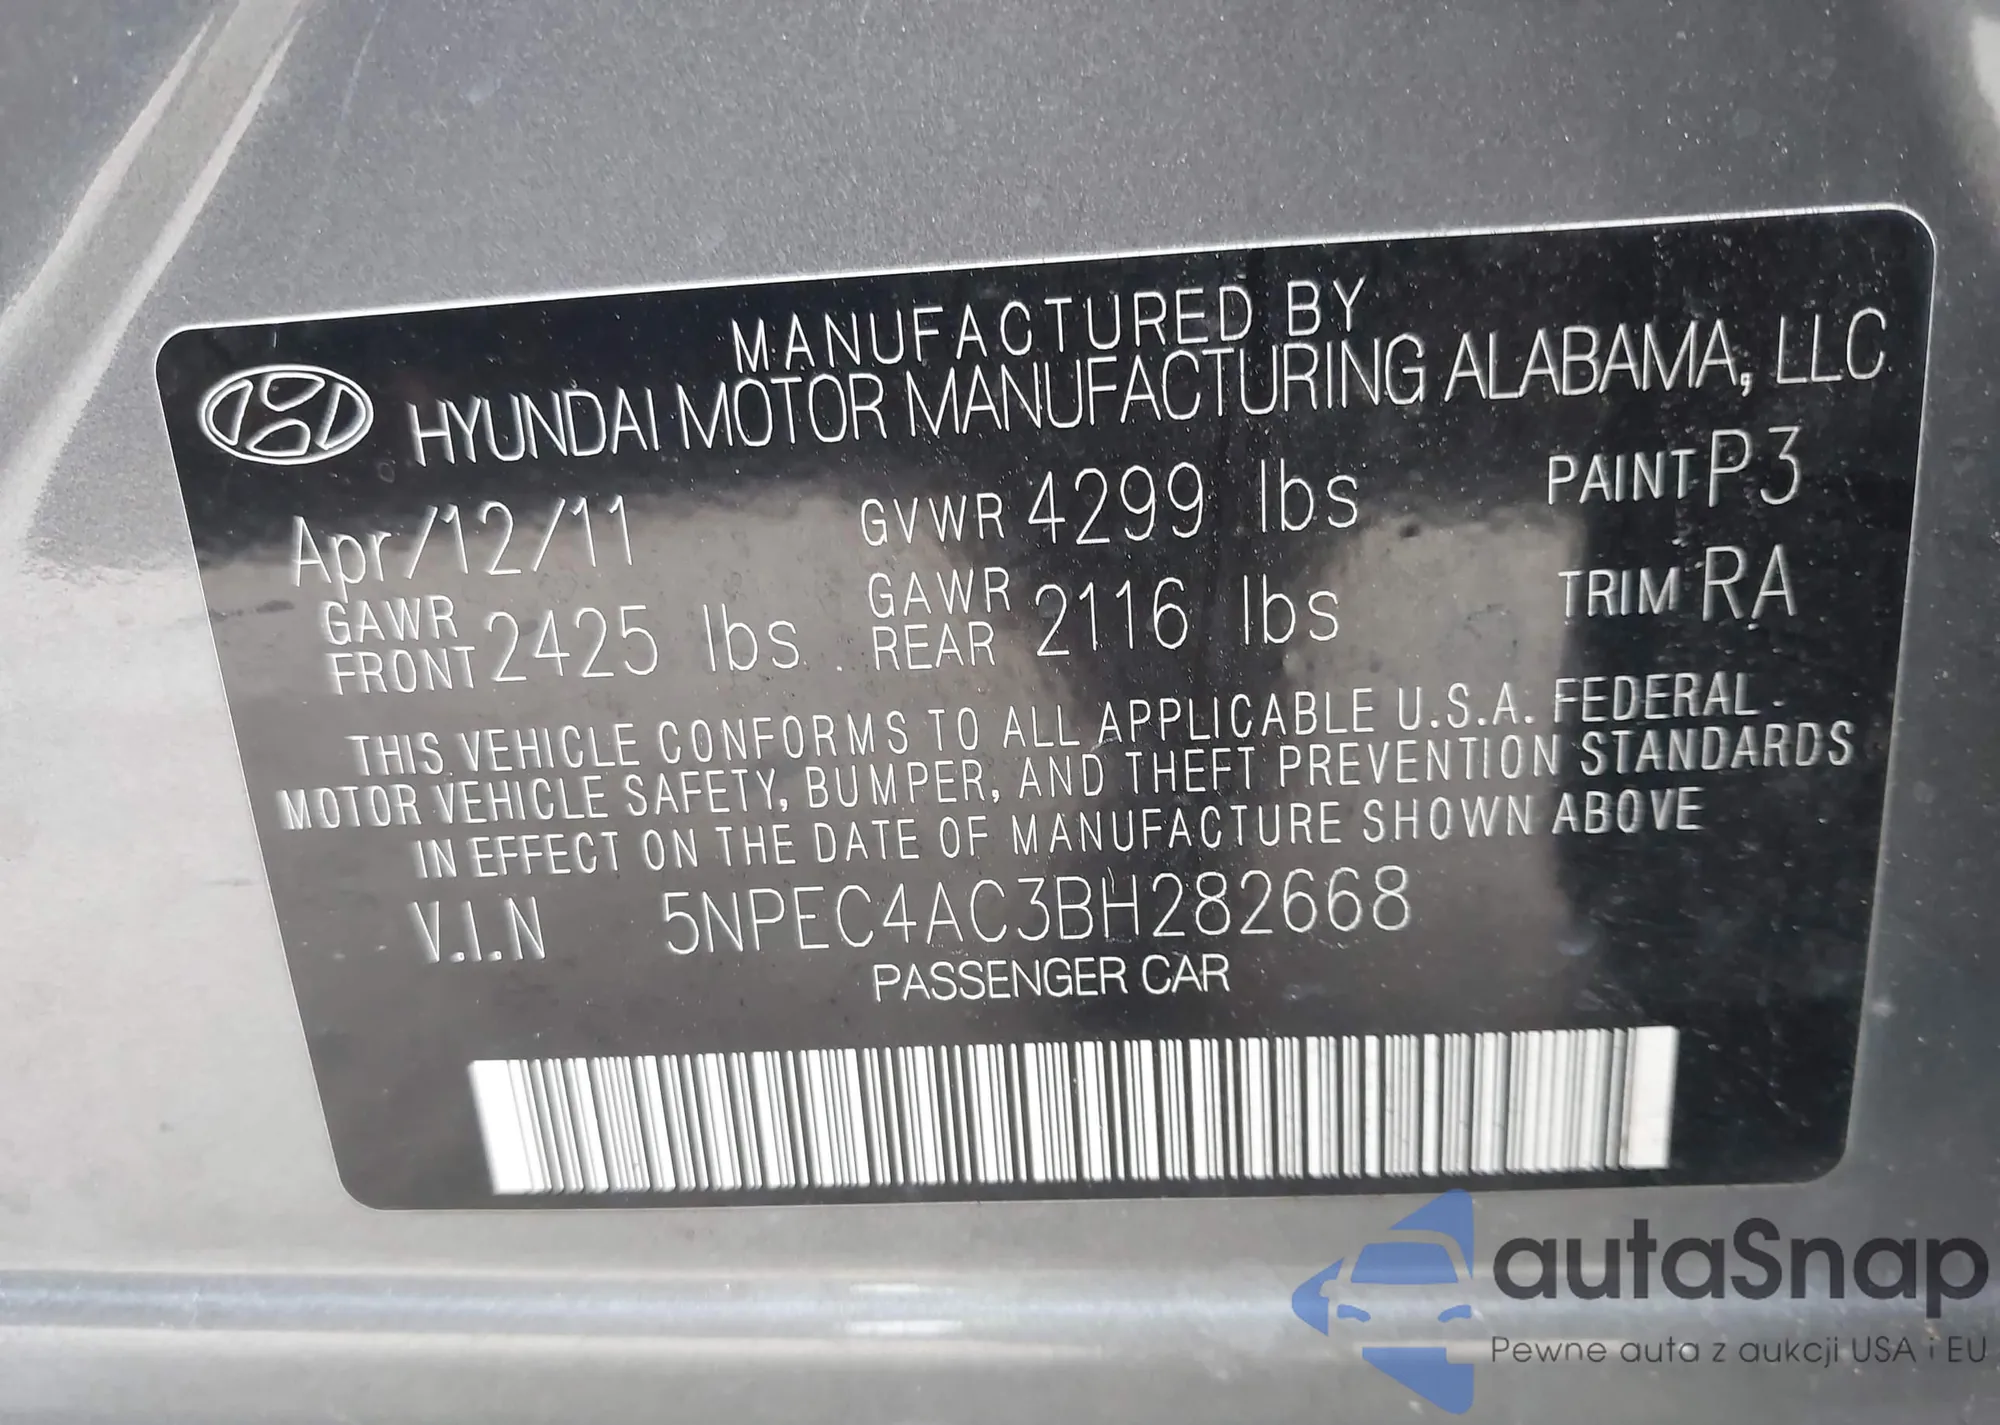 MANUFACTURED BY
HYUNDAI MOTOR MANUFACTURING ALABAMA, LLC
Apr/12/11 GVWR 4299 lbs PAINT P3
GAWR FRONT 2425 lbs GAWR REAR 2116 lbs TRIM RA
THIS VEHICLE CONFORMS TO ALL APPLICABLE U.S.A. FEDERAL
MOTOR VEHICLE SAFETY, BUMPER, AND THEFT PREVENTION STANDARDS
IN EFFECT ON THE DATE OF MANUFACTURE SHOWN ABOVE
V.I.N 5NPEC4AC3BH282668
PASSENGER CAR
autaSnap
Pewne auta z aukcji USA i EU